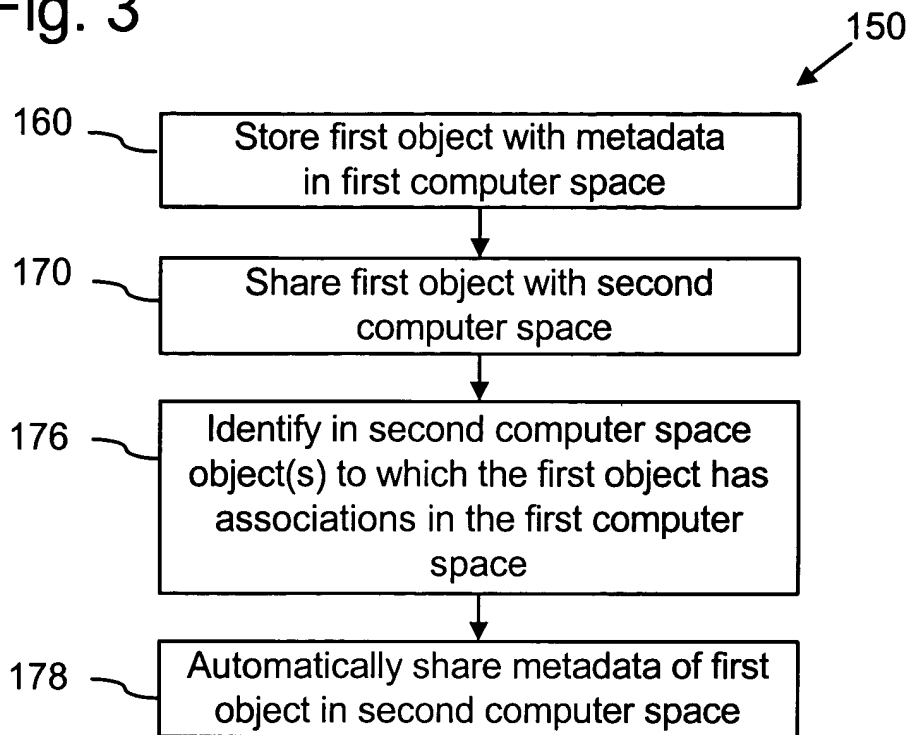 Fig. 3
150
160
Store first object with metadata
in first computer space
170
Share first object with second
computer space
176
Identify in second computer space
object(s) to which the first object has
associations in the first computer
space
178
Automatically share metadata of first
object in second computer space